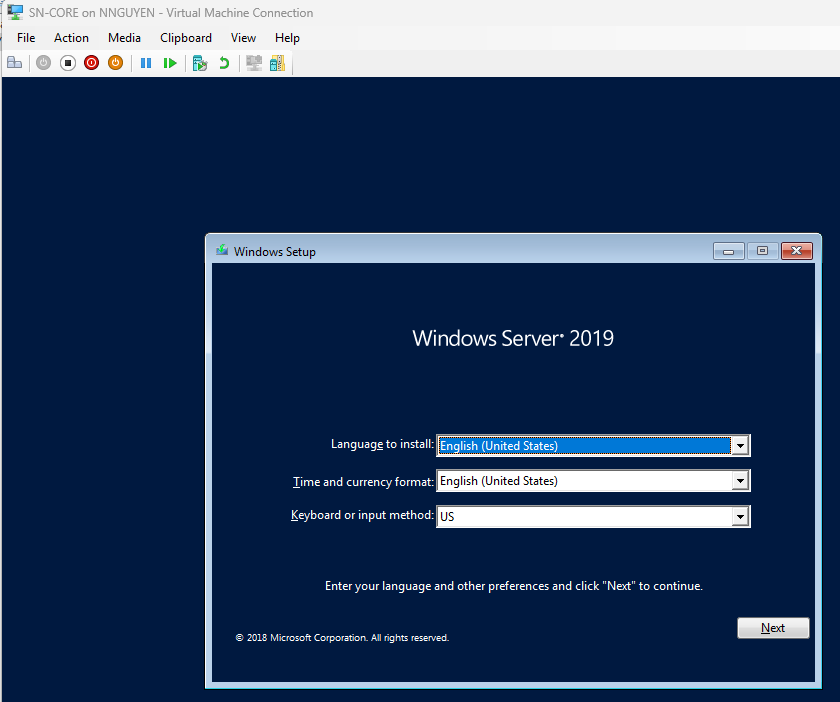 SN-CORE on NNGUYEN - Virtual Machine Connection
File Action Media Clipboard View Help
Windows Setup
Windows Server® 2019
Language to install: English (United States)
Time and currency format: English (United States)
Keyboard or input method: US
Enter your language and other preferences and click "Next" to continue.
Next
© 2018 Microsoft Corporation. All rights reserved.